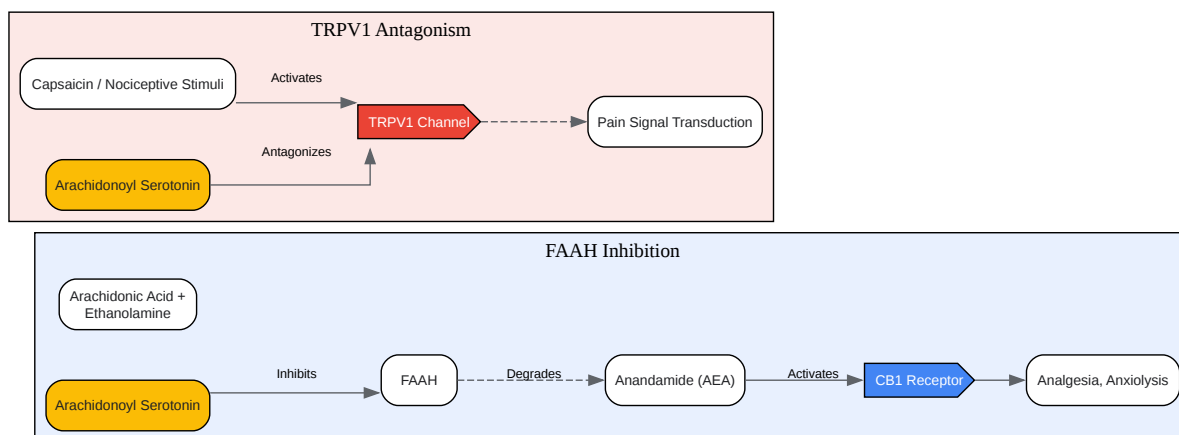 TRPV1 Antagonism
Capsaicin / Nociceptive Stimuli
Activates
TRPV1 Channel
Pain Signal Transduction
Antagonizes
Arachidonoyl Serotonin
FAAH Inhibition
Arachidonic Acid +
Ethanolamine
Arachidonoyl Serotonin
Inhibits
FAAH
Degrades
Anandamide (AEA)
Activates
CB1 Receptor
Analgesia, Anxiolysis